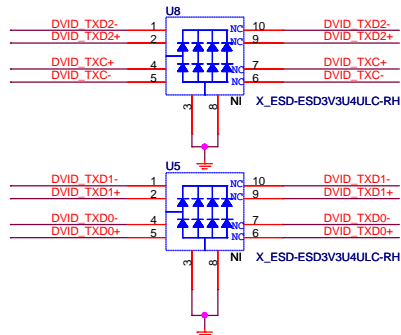 U8
DVID_TXD2- 1 NC 10 DVID_TXD2-
DVID_TXD2+ 2 NC 9 DVID_TXD2+
DVID_TXC+ 4 NC 7 DVID_TXC+
DVID_TXC- 5 NC 6 DVID_TXC-
3 8 NI X_ESD-ESD3V3U4ULC-RH
U5
DVID_TXD1- 1 NC 10 DVID_TXD1-
DVID_TXD1+ 2 NC 9 DVID_TXD1+
DVID_TXD0- 4 NC 7 DVID_TXD0-
DVID_TXD0+ 5 NC 6 DVID_TXD0+
3 8 NI X_ESD-ESD3V3U4ULC-RH